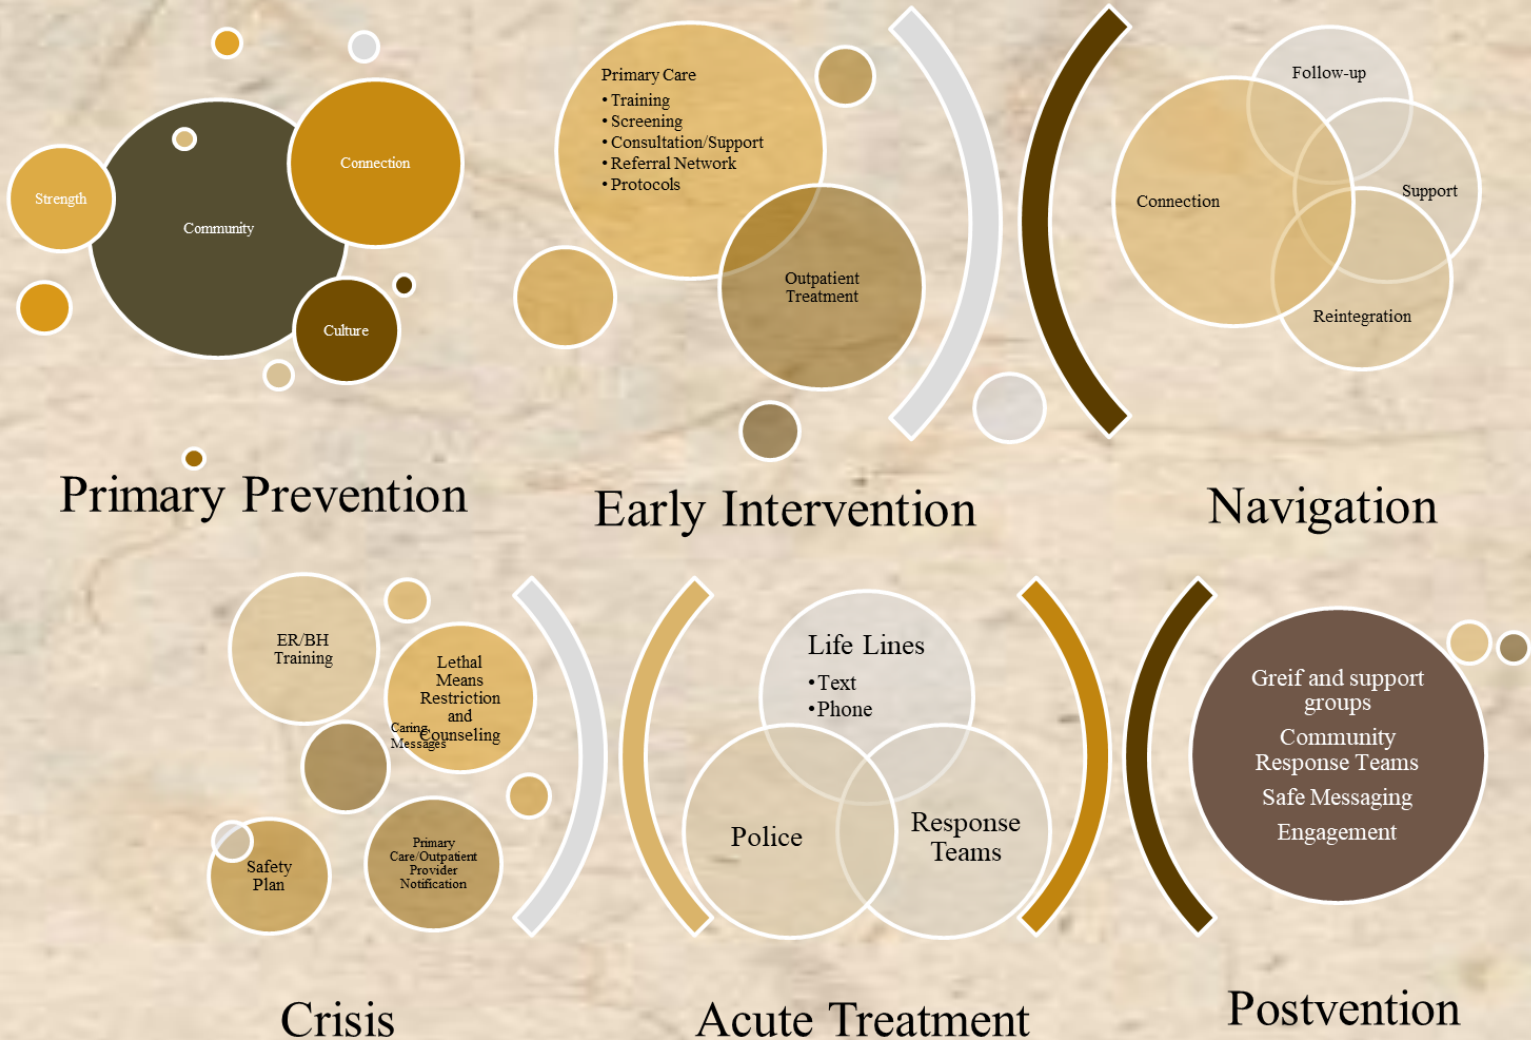 Strength
Community
Connection
Culture
Primary Prevention
Primary Care
• Training
• Screening
• Consultation/Support
• Referral Network
• Protocols
Outpatient
Treatment
Early Intervention
Follow-up
Connection
Support
Reintegration
Navigation
ER/BH
Training
Lethal
Means
Restriction
and
Counseling
Caring
Messages
Safety
Plan
Primary
Care/Outpatient
Provider
Notification
Crisis
Life Lines
• Text
• Phone
Police
Response
Teams
Acute Treatment
Greif and support
groups
Community
Response Teams
Safe Messaging
Engagement
Postvention